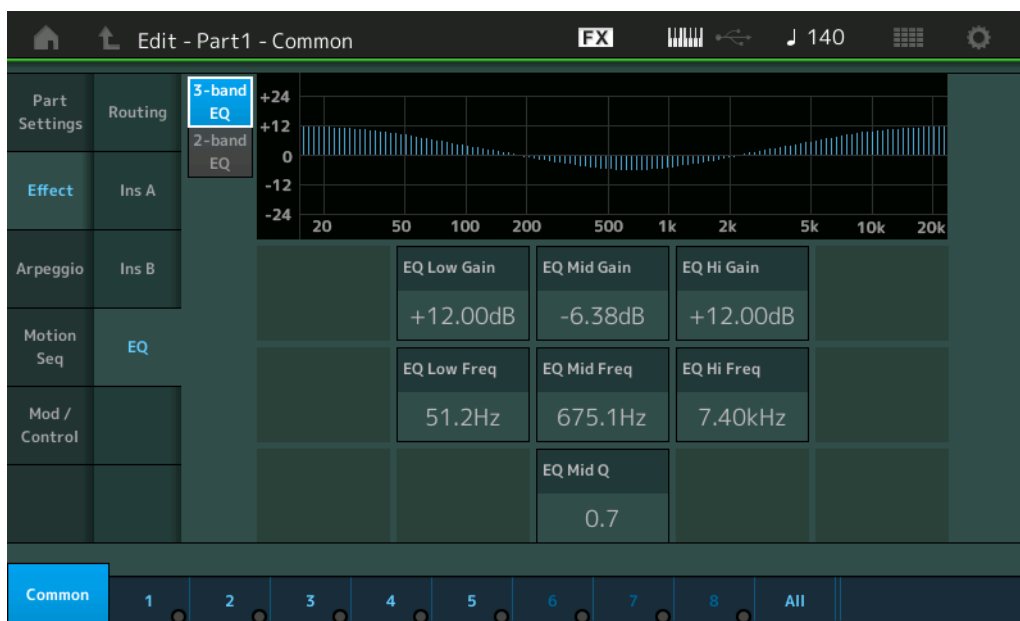 Edit - Part1 - Common
FX
♩ 140
Part
Settings
Effect
Arpeggio
Motion
Seq
Mod /
Control
Routing
Ins A
Ins B
EQ
3-band
EQ
2-band
EQ
+24
+12
0
-12
-24
20 50 100 200 500 1k 2k 5k 10k 20k
EQ Low Gain
+12.00dB
EQ Mid Gain
-6.38dB
EQ Hi Gain
+12.00dB
EQ Low Freq
51.2Hz
EQ Mid Freq
675.1Hz
EQ Hi Freq
7.40kHz
EQ Mid Q
0.7
Common 1 2 3 4 5 6 7 8 All